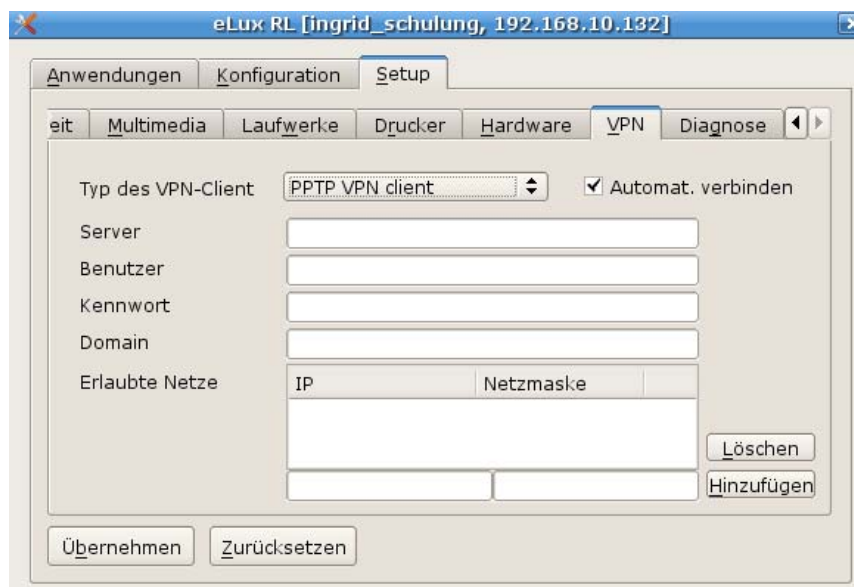 eLux RL [ingrid_schulung, 192.168.10.132]
Anwendungen Konfiguration Setup
eit Multimedia Laufwerke Drucker Hardware VPN Diagnose
Typ des VPN-Client PPTP VPN client Automat. verbinden
Server
Benutzer
Kennwort
Domain
Erlaubte Netze IP Netzmaske
Löschen
Hinzufügen
Übernehmen Zurücksetzen